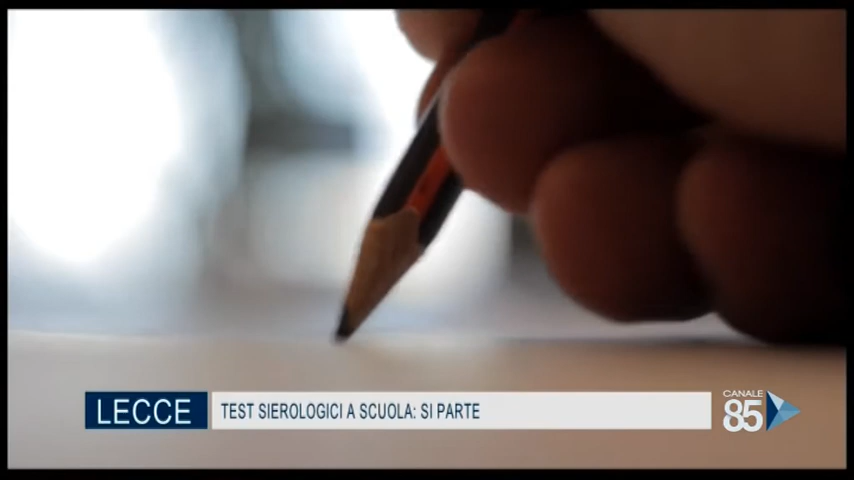 LECCE
TEST SIEROLOGICI A SCUOLA: SI PARTE
CANALE
85